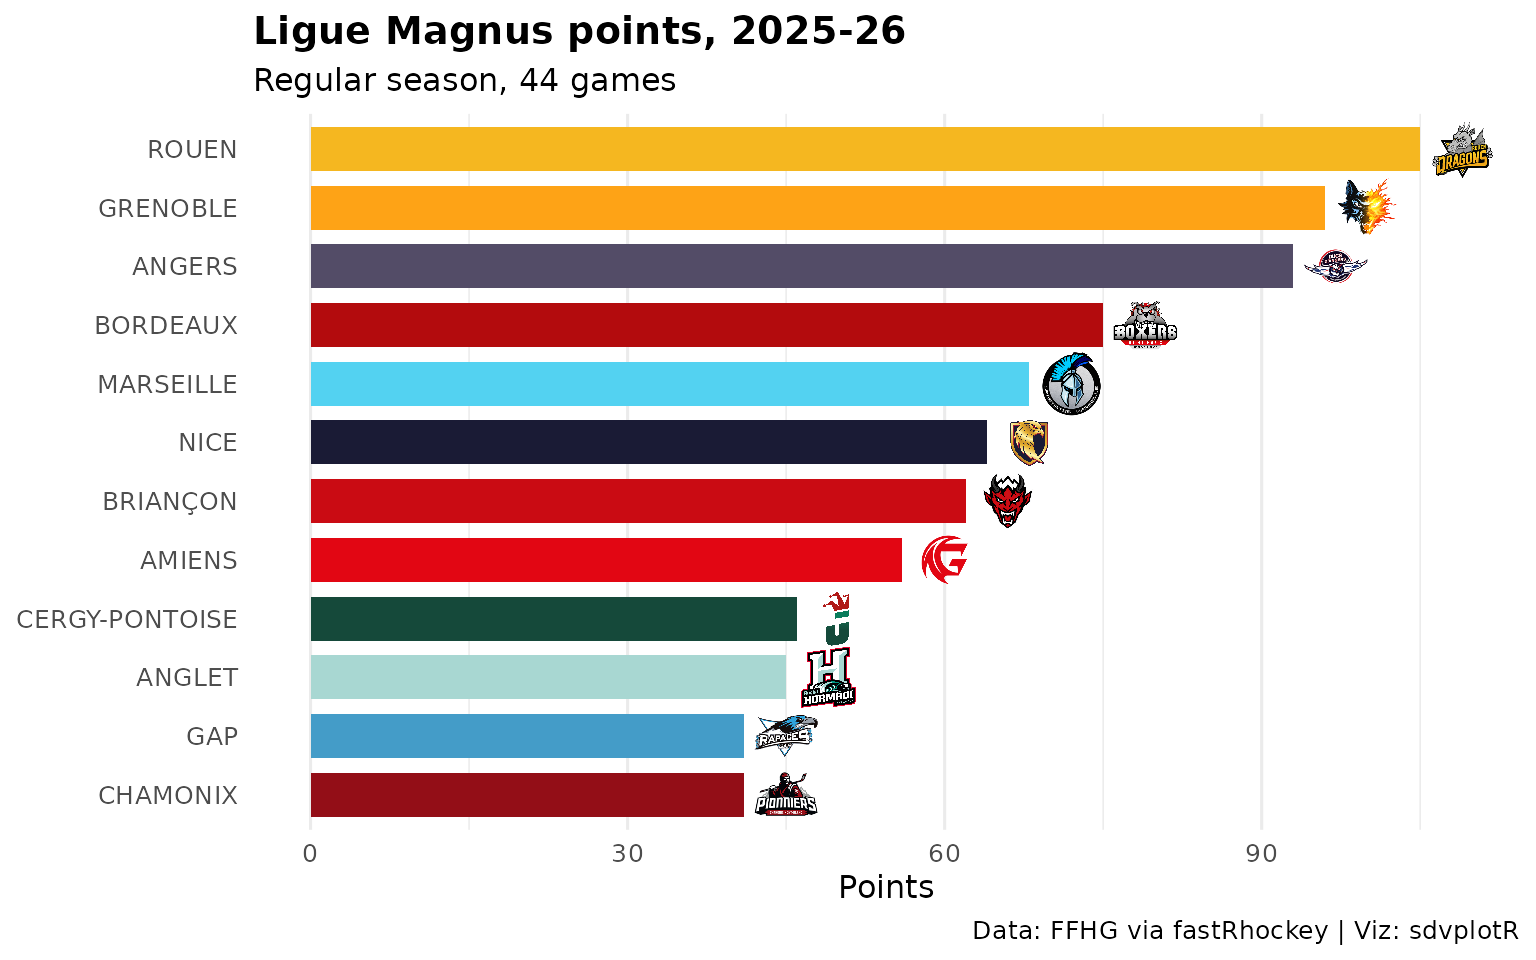 Ligue Magnus points, 2025-26
Regular season, 44 games
ROUEN
DRAGONS
GRENOBLE
ANGERS
BORDEAUX
BOXERS
MARSEILLE
NICE
BRIANÇON
AMIENS
CERGY-PONTOISE
ANGLET
H
HORMADI
GAP
RAPACES
CHAMONIX
PIONNIERS
0 30 60 90
Points
Data: FFHG via fastRhockey | Viz: sdvplotR